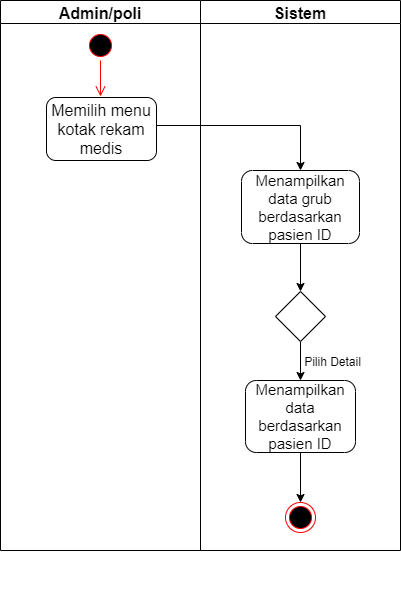 Admin/poli
Sistem
Memilih menu
kotak rekam
medis
Menampilkan
data grub
berdasarkan
pasien ID
Pilih Detail
Menampilkan
data
berdasarkan
pasien ID